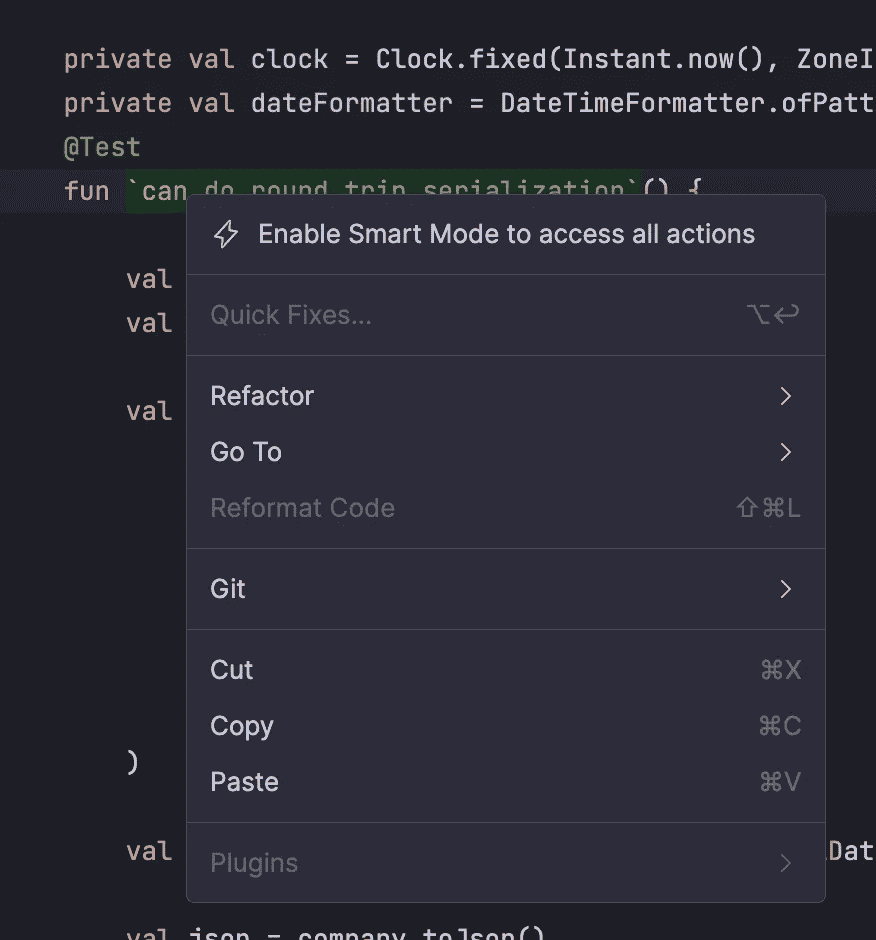 private val clock = Clock.fixed(Instant.now(), ZoneI
private val dateFormatter = DateTimeFormatter.ofPatt
@Test
fun `can do round trip serialization`() {
Enable Smart Mode to access all actions
val
val
Quick Fixes... ⌥↩
Refactor
val
Go To
Reformat Code ⇧⌘L
Git
Cut ⌘X
Copy ⌘C
)
Paste ⌘V
val Dat
Plugins
val json = company.toJson()